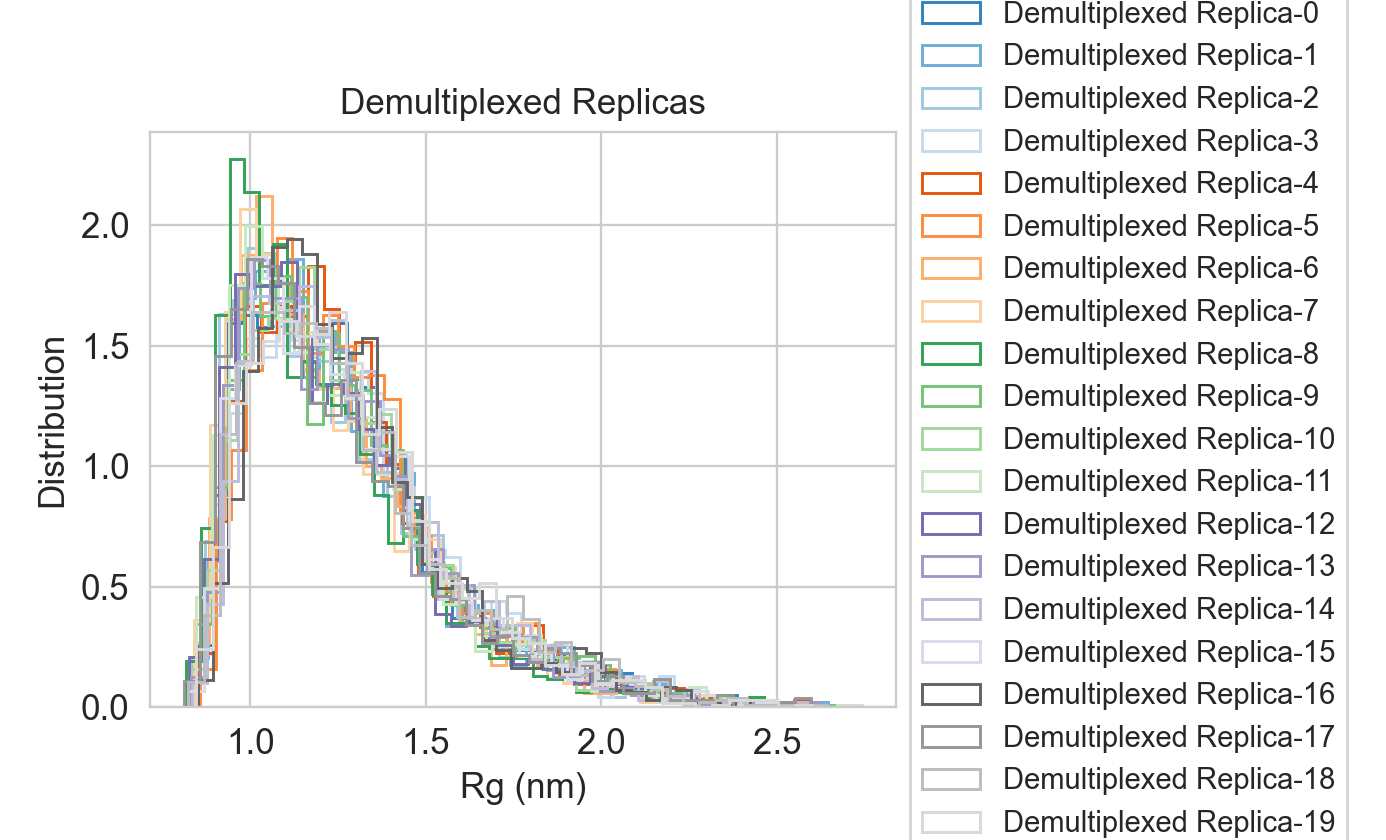 Demultiplexed Replicas
Distribution
2.0
1.5
1.0
0.5
0.0
1.0
1.5
2.0
2.5
Rg (nm)
Demultiplexed Replica-0
Demultiplexed Replica-1
Demultiplexed Replica-2
Demultiplexed Replica-3
Demultiplexed Replica-4
Demultiplexed Replica-5
Demultiplexed Replica-6
Demultiplexed Replica-7
Demultiplexed Replica-8
Demultiplexed Replica-9
Demultiplexed Replica-10
Demultiplexed Replica-11
Demultiplexed Replica-12
Demultiplexed Replica-13
Demultiplexed Replica-14
Demultiplexed Replica-15
Demultiplexed Replica-16
Demultiplexed Replica-17
Demultiplexed Replica-18
Demultiplexed Replica-19